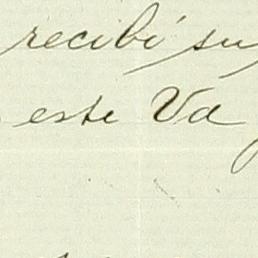 recibí su
este Va